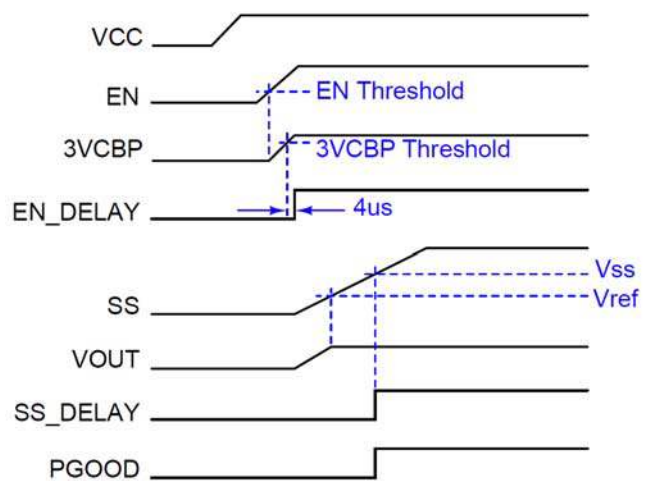 VCC
EN
EN Threshold
3VCBP
3VCBP Threshold
EN_DELAY
4us
Vss
SS
Vref
VOUT
SS_DELAY
PGOOD